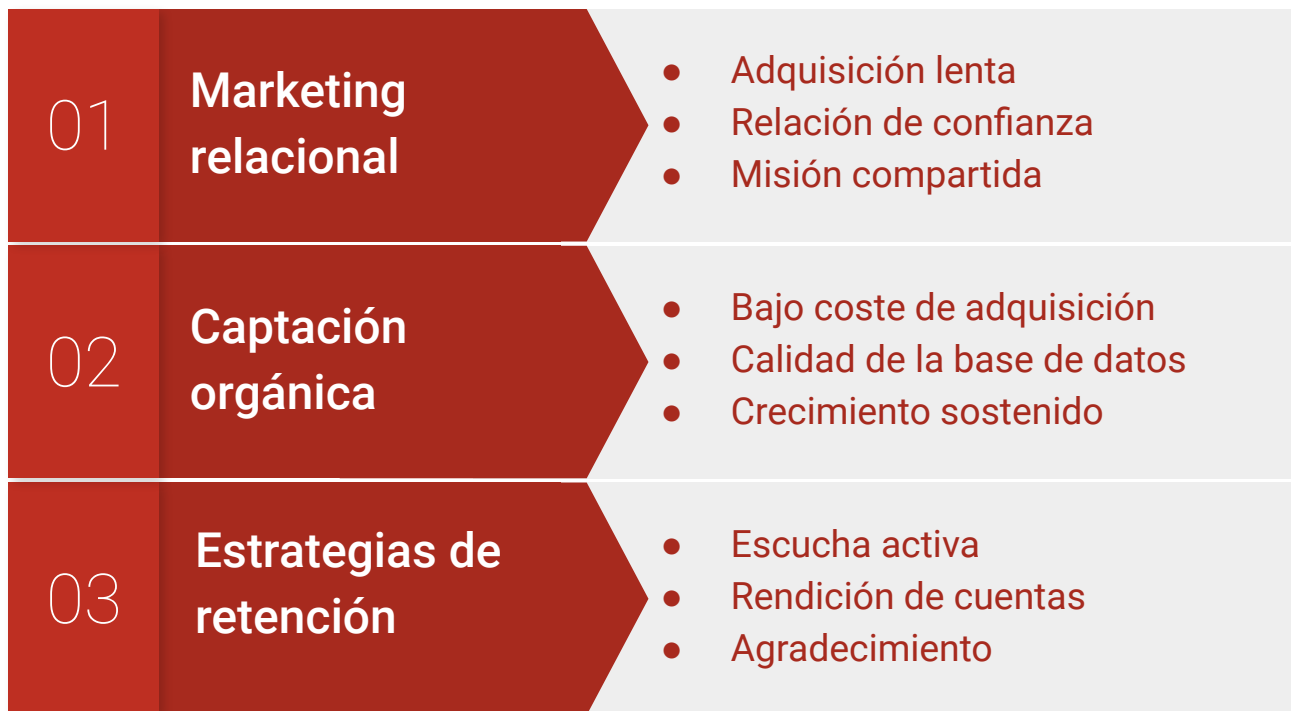 01
Marketing
relacional
● Adquisición lenta
● Relación de confianza
● Misión compartida
02
Captación
orgánica
● Bajo coste de adquisición
● Calidad de la base de datos
● Crecimiento sostenido
03
Estrategias de
retención
● Escucha activa
● Rendición de cuentas
● Agradecimiento